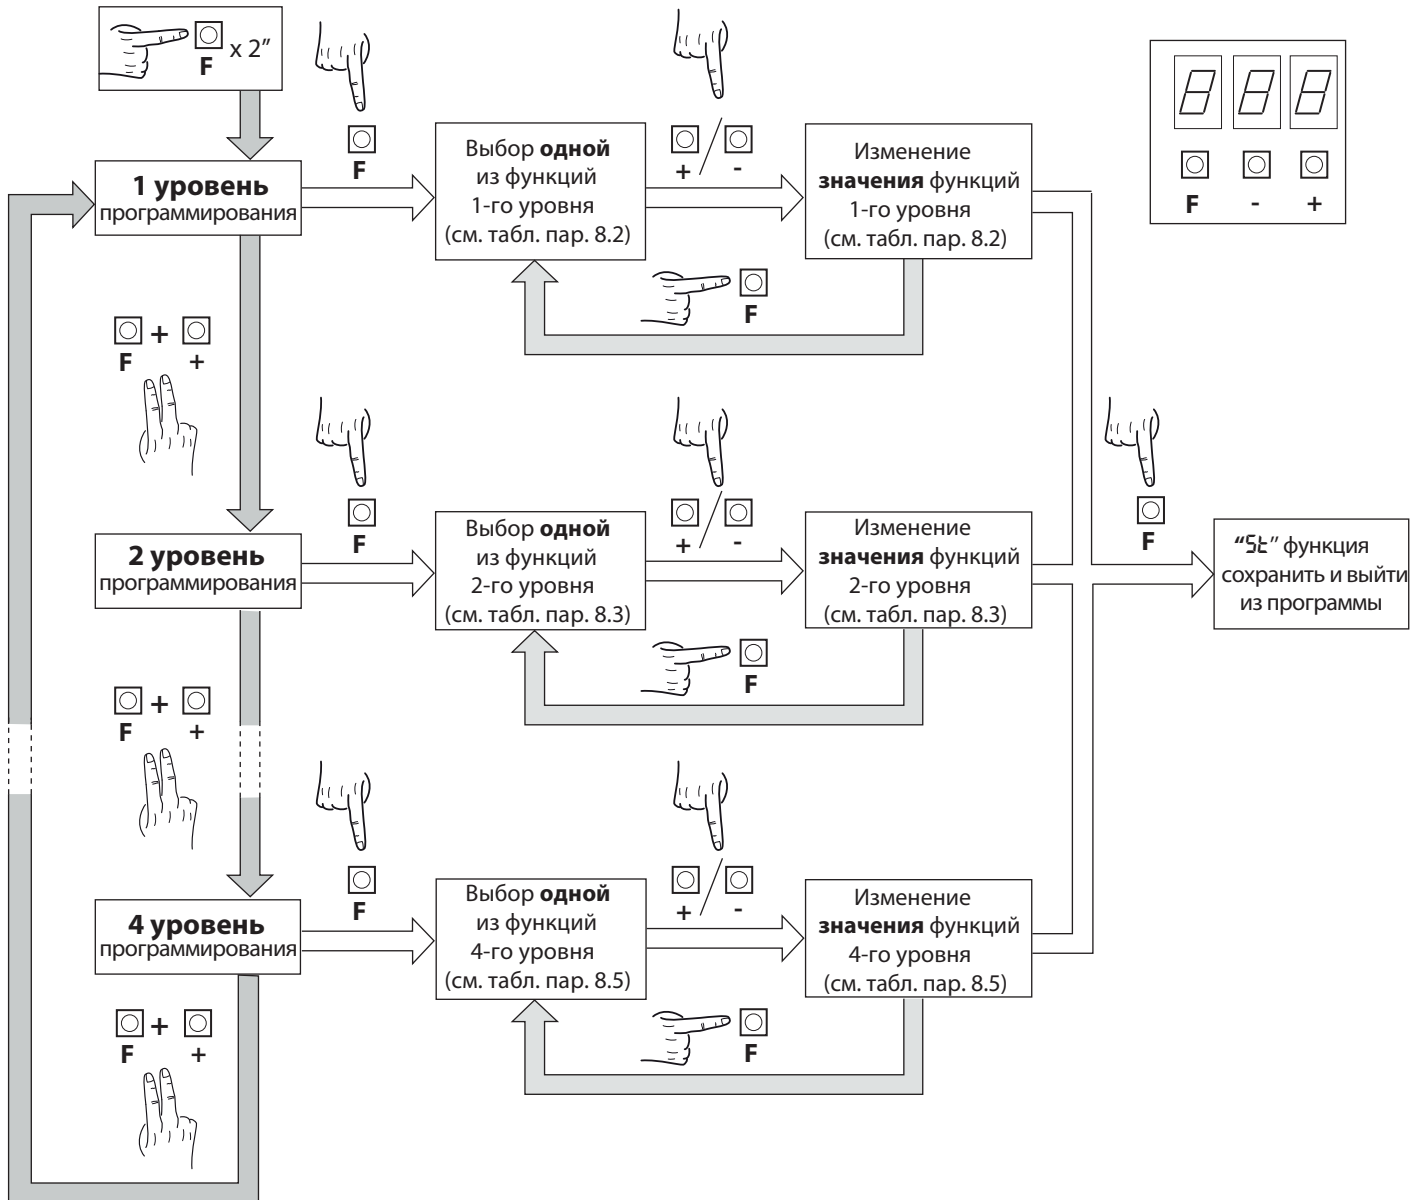 F x 2”
F
+ / -
F - +
1 уровень
программирования
Выбор одной
из функций
1-го уровня
(см. табл. пар. 8.2)
Изменение
значения функций
1-го уровня
(см. табл. пар. 8.2)
F
F + +
F
+ / -
F
2 уровень
программирования
Выбор одной
из функций
2-го уровня
(см. табл. пар. 8.3)
Изменение
значения функций
2-го уровня
(см. табл. пар. 8.3)
“St” функция
сохранить и выйти
из программы
F
F + +
F
+ / -
4 уровень
программирования
Выбор одной
из функций
4-го уровня
(см. табл. пар. 8.5)
Изменение
значения функций
4-го уровня
(см. табл. пар. 8.5)
F
F + +